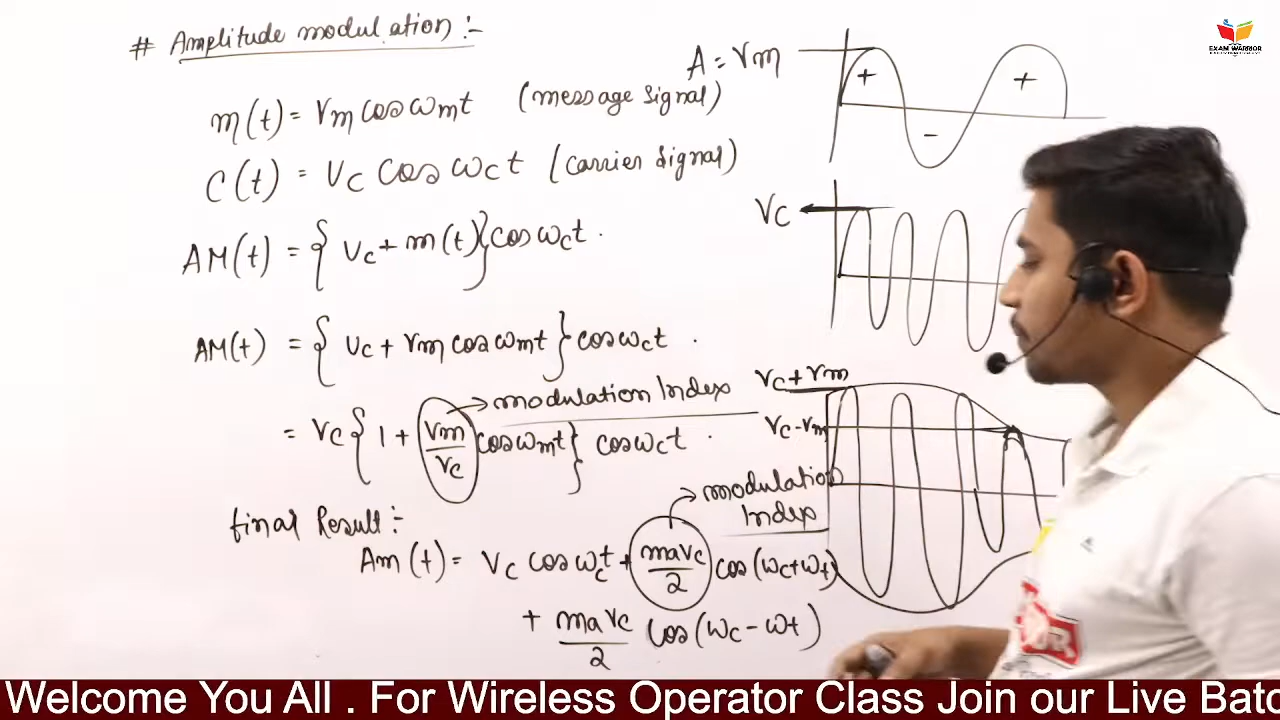 # Amplitude modulation :-
m(t) = Vm cos ωmt (message signal)
C(t) = Vc Cos ωct (Carrier signal)
AM(t) = { Vc + m(t)} cos ωct .
AM(t) = { Vc + Vm cos ωmt } cos ωct .
→ modulation Index
= Vc { 1 + Vm/Vc cos ωmt } cos ωct .
→ modulation Index
final Result :-
Am(t) = Vc cos ωct + maVc/2 cos (ωc+ωt)
+ maVc/2 cos (ωc - ωt)
A = Vm
+ - +
Vc
Vc + Vm
Vc - Vm
EXAM WARRIOR
Welcome You All . For Wireless Operator Class Join our Live Batc